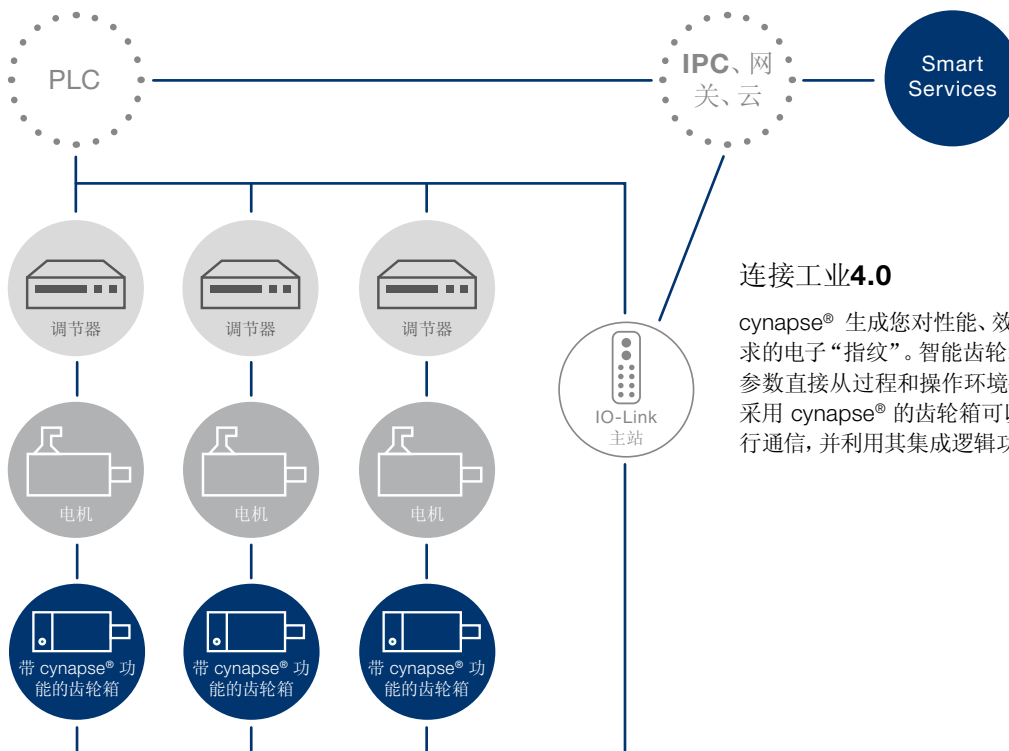 PLC
IPC、网
关、云
Smart
Services
调节器
调节器
调节器
连接工业4.0
cynapse® 生成您对性能、效
求的电子“指纹”。智能齿轮
参数直接从过程和操作环境
采用 cynapse® 的齿轮箱可以
行通信, 并利用其集成逻辑功
IO-Link
主站
电机
电机
电机
带 cynapse® 功
能的齿轮箱
带 cynapse® 功
能的齿轮箱
带 cynapse® 功
能的齿轮箱